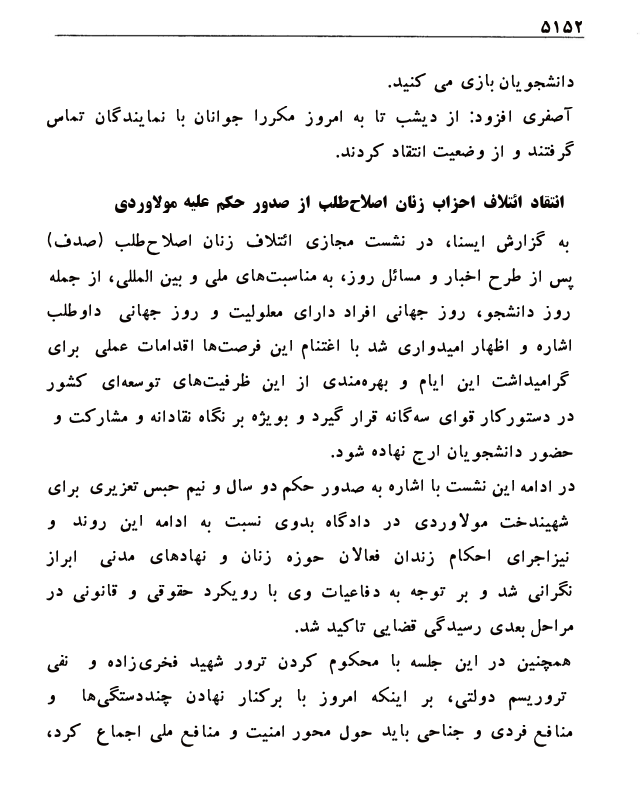 ۵۱۵۲
دانشجویان بازی می کنید.
آصفری افزود: از دیشب تا به امروز مکررا جوانان با نمایندگان تماس
گرفتند و از وضعیت انتقاد کردند.
انتقاد ائتلاف احزاب زنان اصلاح‌طلب از صدور حکم علیه مولاوردی
به گزارش ایسنا، در نشست مجازی ائتلاف زنان اصلاح‌طلب (صدف)
پس از طرح اخبار و مسائل روز، به مناسبت‌های ملی و بین المللی، از جمله
روز دانشجو، روز جهانی افراد دارای معلولیت و روز جهانی داوطلب
اشاره و اظهار امیدواری شد با اغتنام این فرصت‌ها اقدامات عملی برای
گرامیداشت این ایام و بهره‌مندی از این ظرفیت‌های توسعه‌ای کشور
در دستورکار قوای سه‌گانه قرار گیرد و بویژه بر نگاه نقادانه و مشارکت و
حضور دانشجویان ارج نهاده شود.
در ادامه این نشست با اشاره به صدور حکم دو سال و نیم حبس تعزیری برای
شهیندخت مولاوردی در دادگاه بدوی نسبت به ادامه این روند و
نیزاجرای احکام زندان فعالان حوزه زنان و نهادهای مدنی ابراز
نگرانی شد و بر توجه به دفاعیات وی با رویکرد حقوقی و قانونی در
مراحل بعدی رسیدگی قضایی تاکید شد.
همچنین در این جلسه با محکوم کردن ترور شهید فخری‌زاده و نفی
تروریسم دولتی، بر اینکه امروز با برکنار نهادن چنددستگی‌ها و
منافع فردی و جناحی باید حول محور امنیت و منافع ملی اجماع کرد،